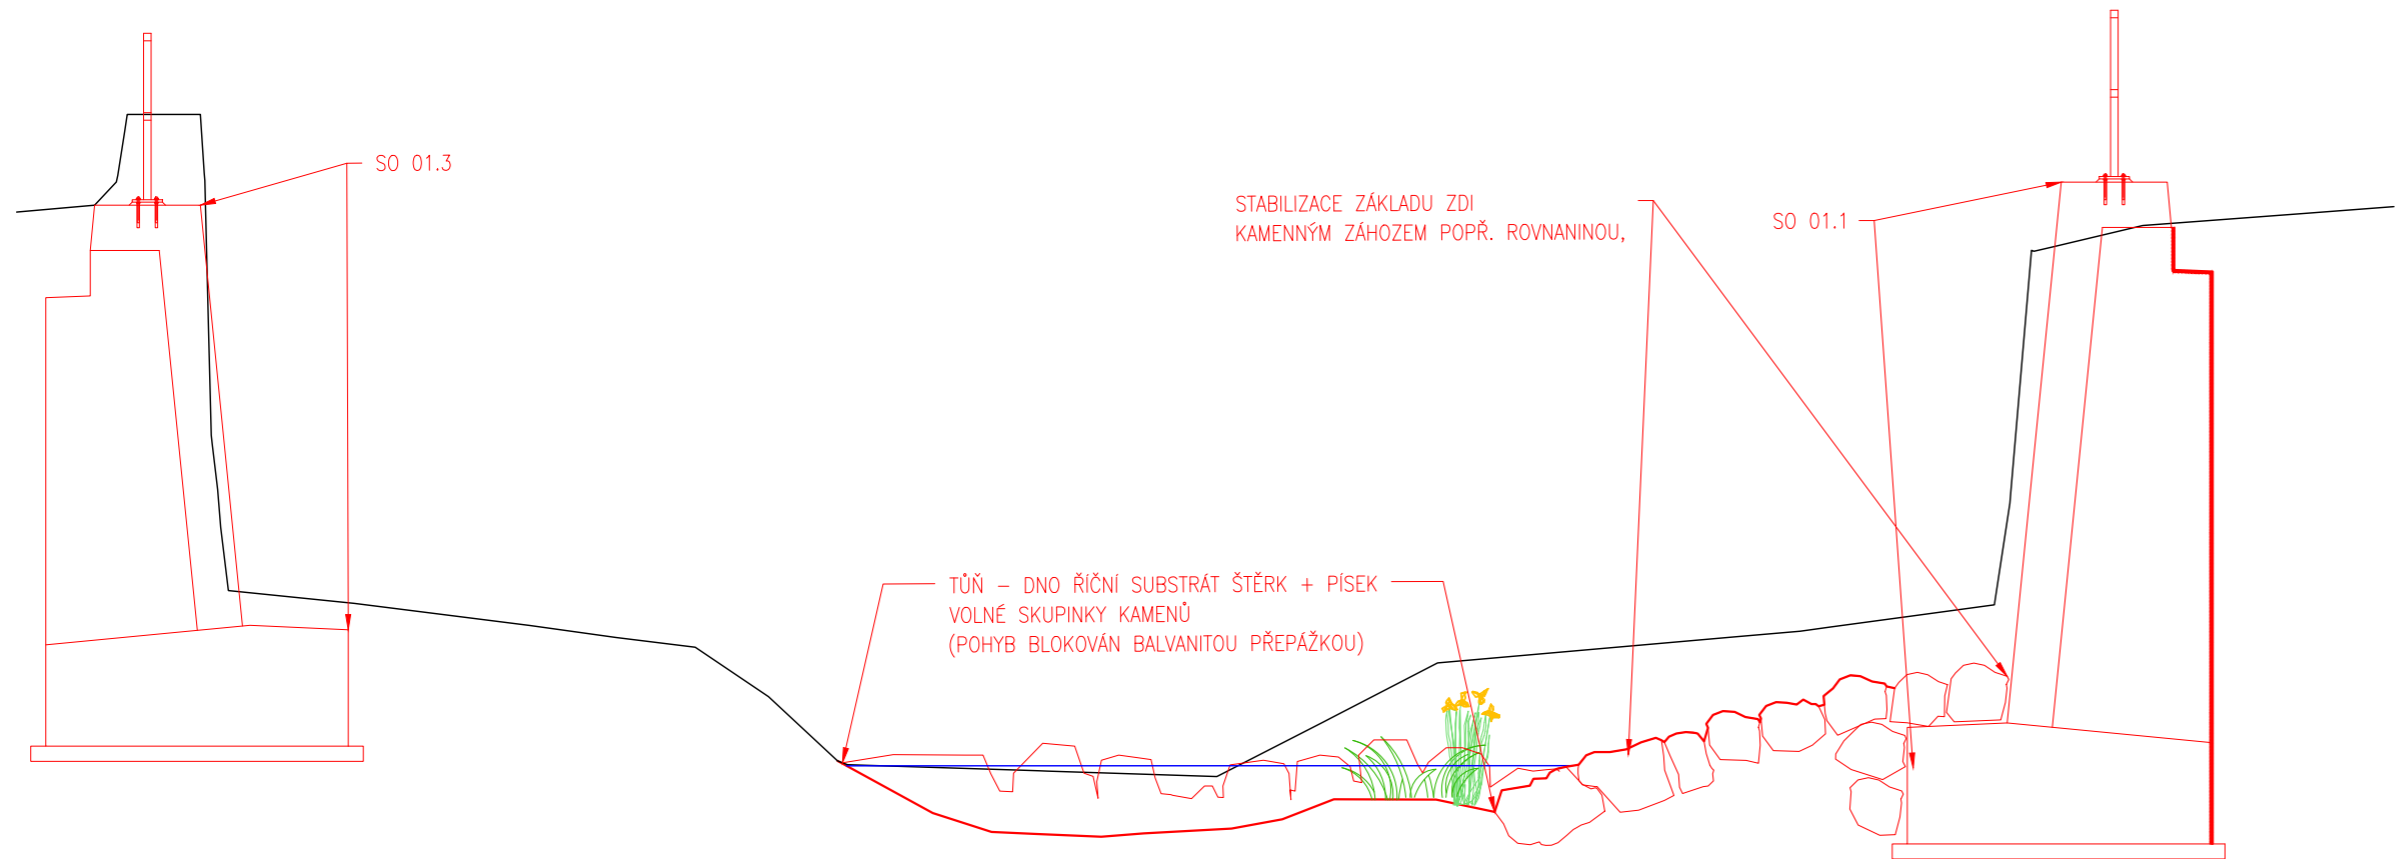 SO 01.3
STABILIZACE ZÁKLADU ZDI
KAMENNÝM ZÁHOZEM POPŘ. ROVNANINOU,
SO 01.1
TŮŇ – DNO ŘÍČNÍ SUBSTRÁT ŠTĚRK + PÍSEK
VOLNÉ SKUPINKY KAMENŮ
(POHYB BLOKOVÁN BALVANITOU PŘEPÁŽKOU)